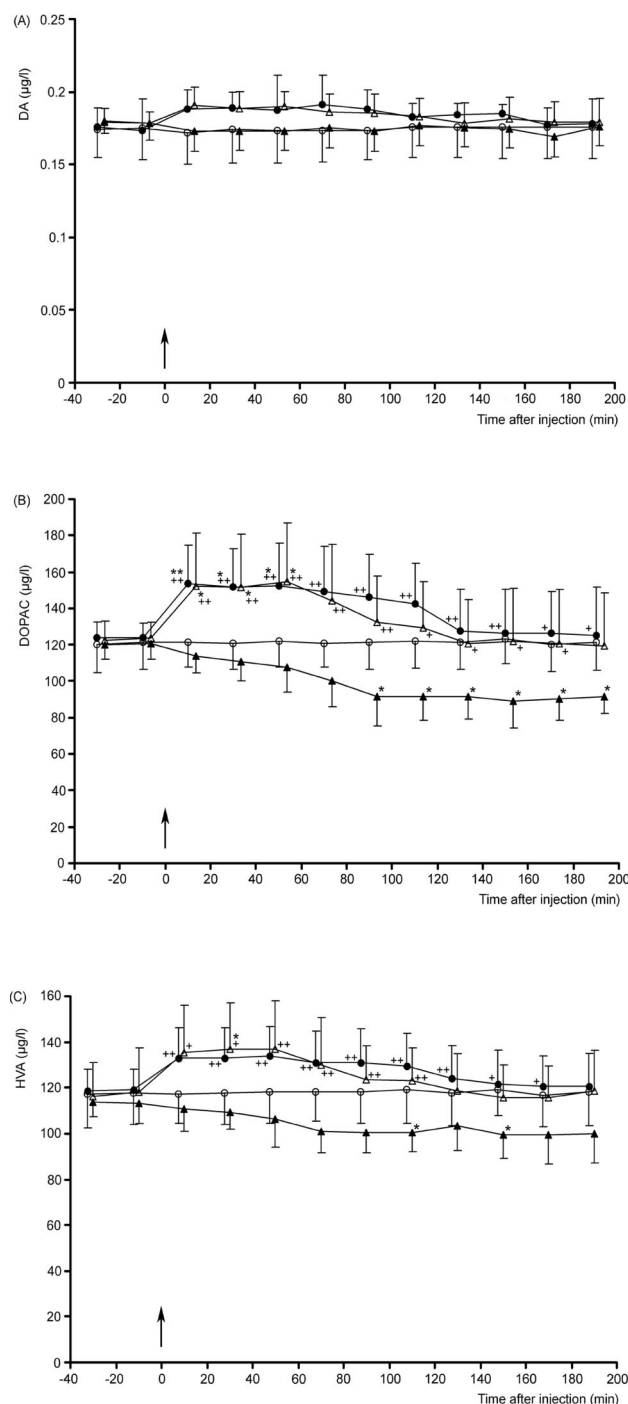 (A)
DA (µg/l)
0.25
0.2
0.15
0.1
0.05
0
-40 -20 0 20 40 60 80 100 120 140 160 180 200
Time after injection (min)
(B)
DOPAC (µg/l)
200
180
160
140
120
100
80
60
40
20
0
** * * *
++ ++ ++ ++ ++ ++ ++ ++ ++ + +
* *
++ ++ ++ ++ + + + +
* * * * * *
-40 -20 0 20 40 60 80 100 120 140 160 180 200
Time after injection (min)
(C)
HVA (µg/l)
160
140
120
100
80
60
40
20
0
*
++ + + ++
++ ++ ++ ++ ++ ++ + +
++ ++ ++
* *
-40 -20 0 20 40 60 80 100 120 140 160 180 200
Time after injection (min)